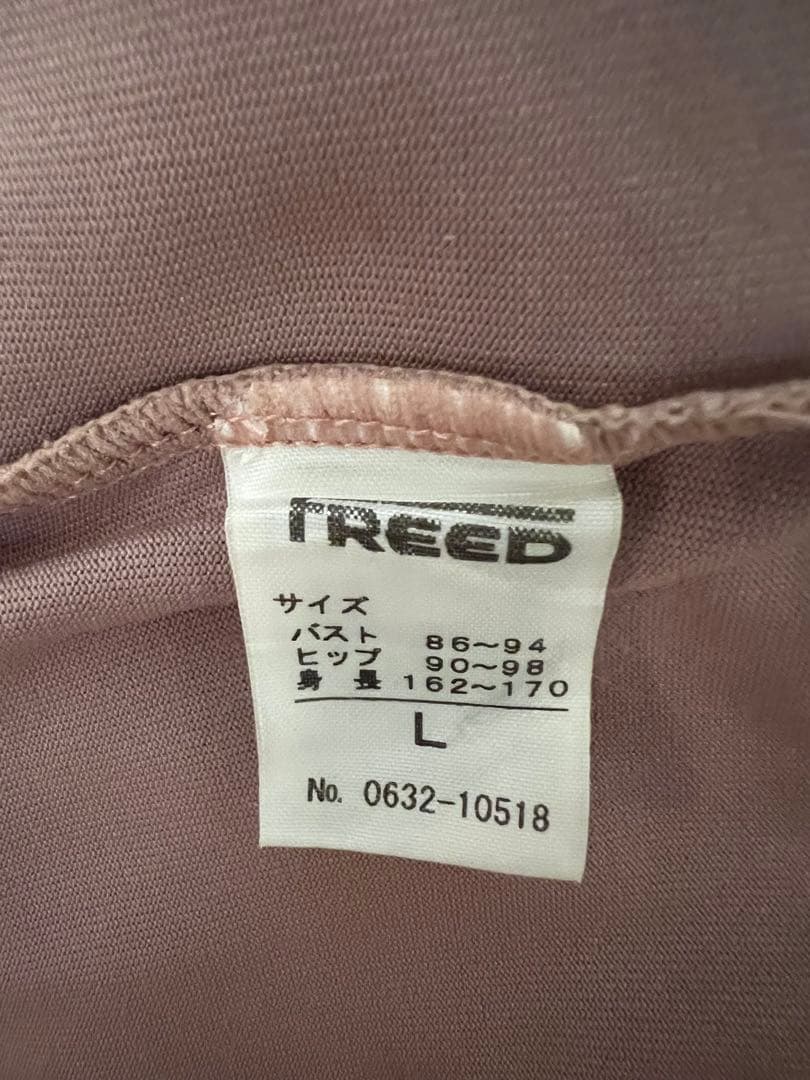 FREED
サイズ
バスト 86～94
ヒップ 90～98
身長 162～170
L
No. 0632-10518